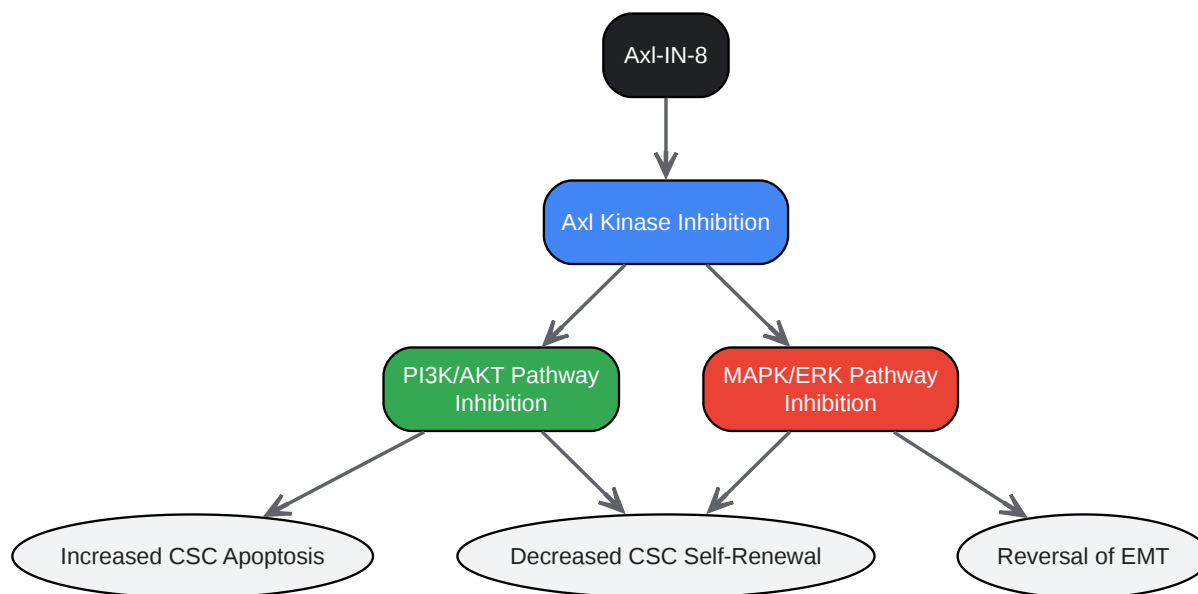 Axl-IN-8
Axl Kinase Inhibition
PI3K/AKT Pathway
Inhibition
MAPK/ERK Pathway
Inhibition
Increased CSC Apoptosis
Decreased CSC Self-Renewal
Reversal of EMT